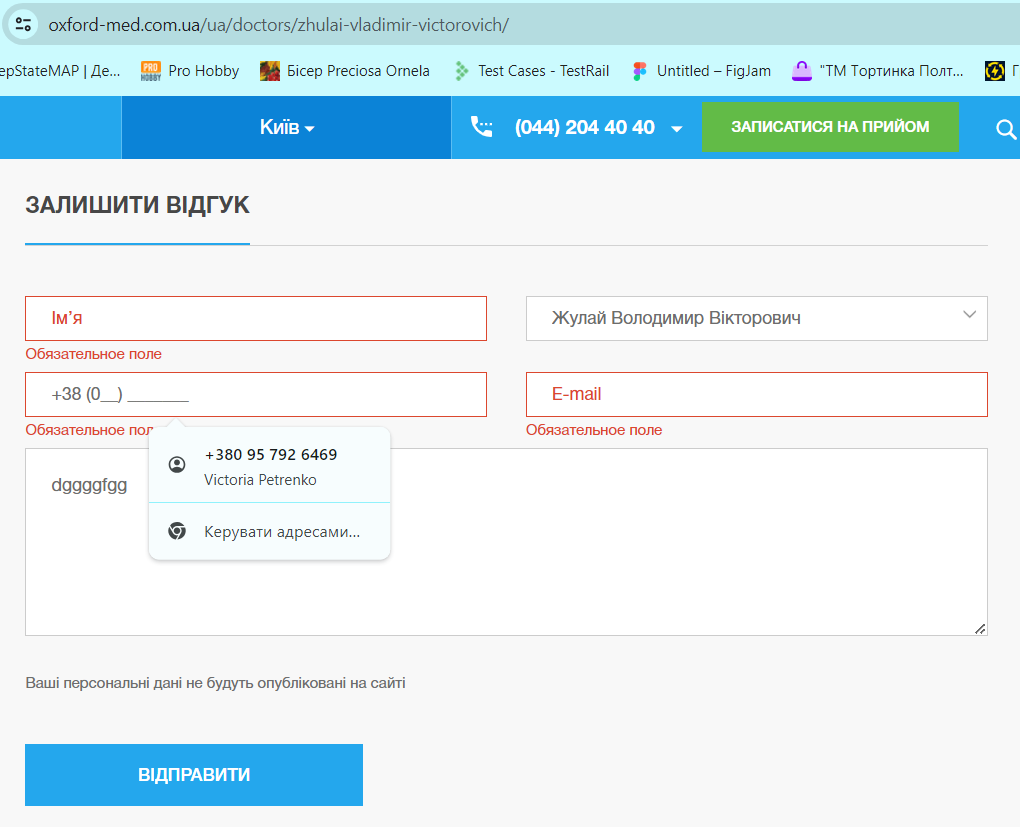 oxford-med.com.ua/ua/doctors/zhulai-vladimir-victorovich/
epStateMAP | Де... PRO HOBBY Pro Hobby Бісер Preciosa Ornela Test Cases - TestRail Untitled – FigJam "ТМ Тортинка Полт...
Київ (044) 204 40 40 ЗАПИСАТИСЯ НА ПРИЙОМ
ЗАЛИШИТИ ВІДГУК
Ім'я Жулай Володимир Вікторович
Обязательное поле
+38 (0__) _______ E-mail
Обязательное пол Обязательное поле
+380 95 792 6469
Victoria Petrenko
dggggfgg
Керувати адресами...
Ваші персональні дані не будуть опубліковані на сайті
ВІДПРАВИТИ